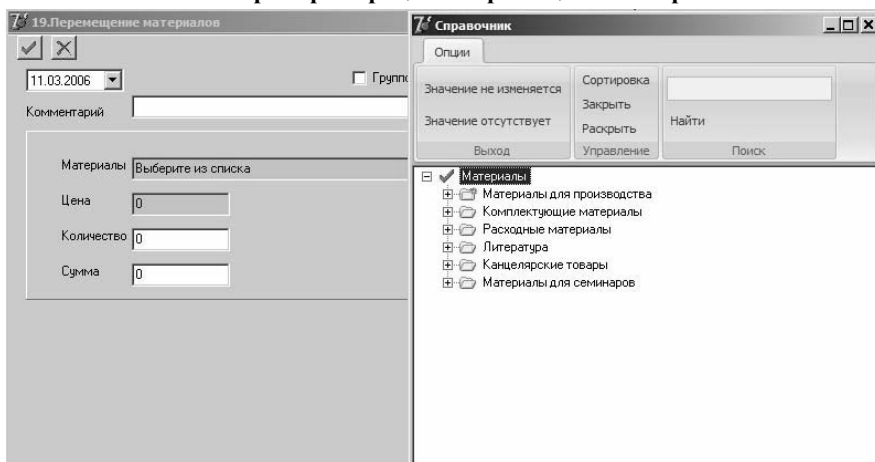 19.Перемещение материалов
11.03.2006
Комментарий
Материалы
Выберите из списка
Цена
0
Количество
0
Сумма
0
Справочник
Опции
Значение не изменяется
Значение отсутствует
Выход
Сортировка
Закрыть
Раскрыть
Управление
Найти
Поиск
Материалы
Материалы для производства
Комплектующие материалы
Расходные материалы
Литература
Канцелярские товары
Материалы для семинаров